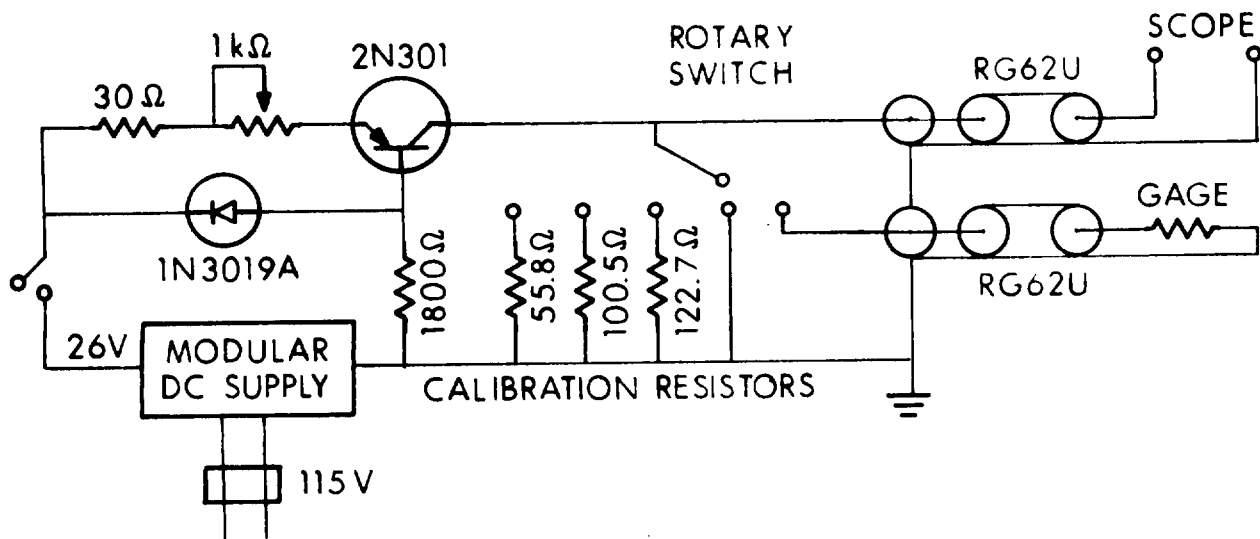 1kΩ
2N301
ROTARY
SWITCH
SCOPE
RG62U
30Ω
1N3019A
1800Ω
55.8Ω
100.5Ω
122.7Ω
GAGE
RG62U
26V
MODULAR
DC SUPPLY
CALIBRATION RESISTORS
115V